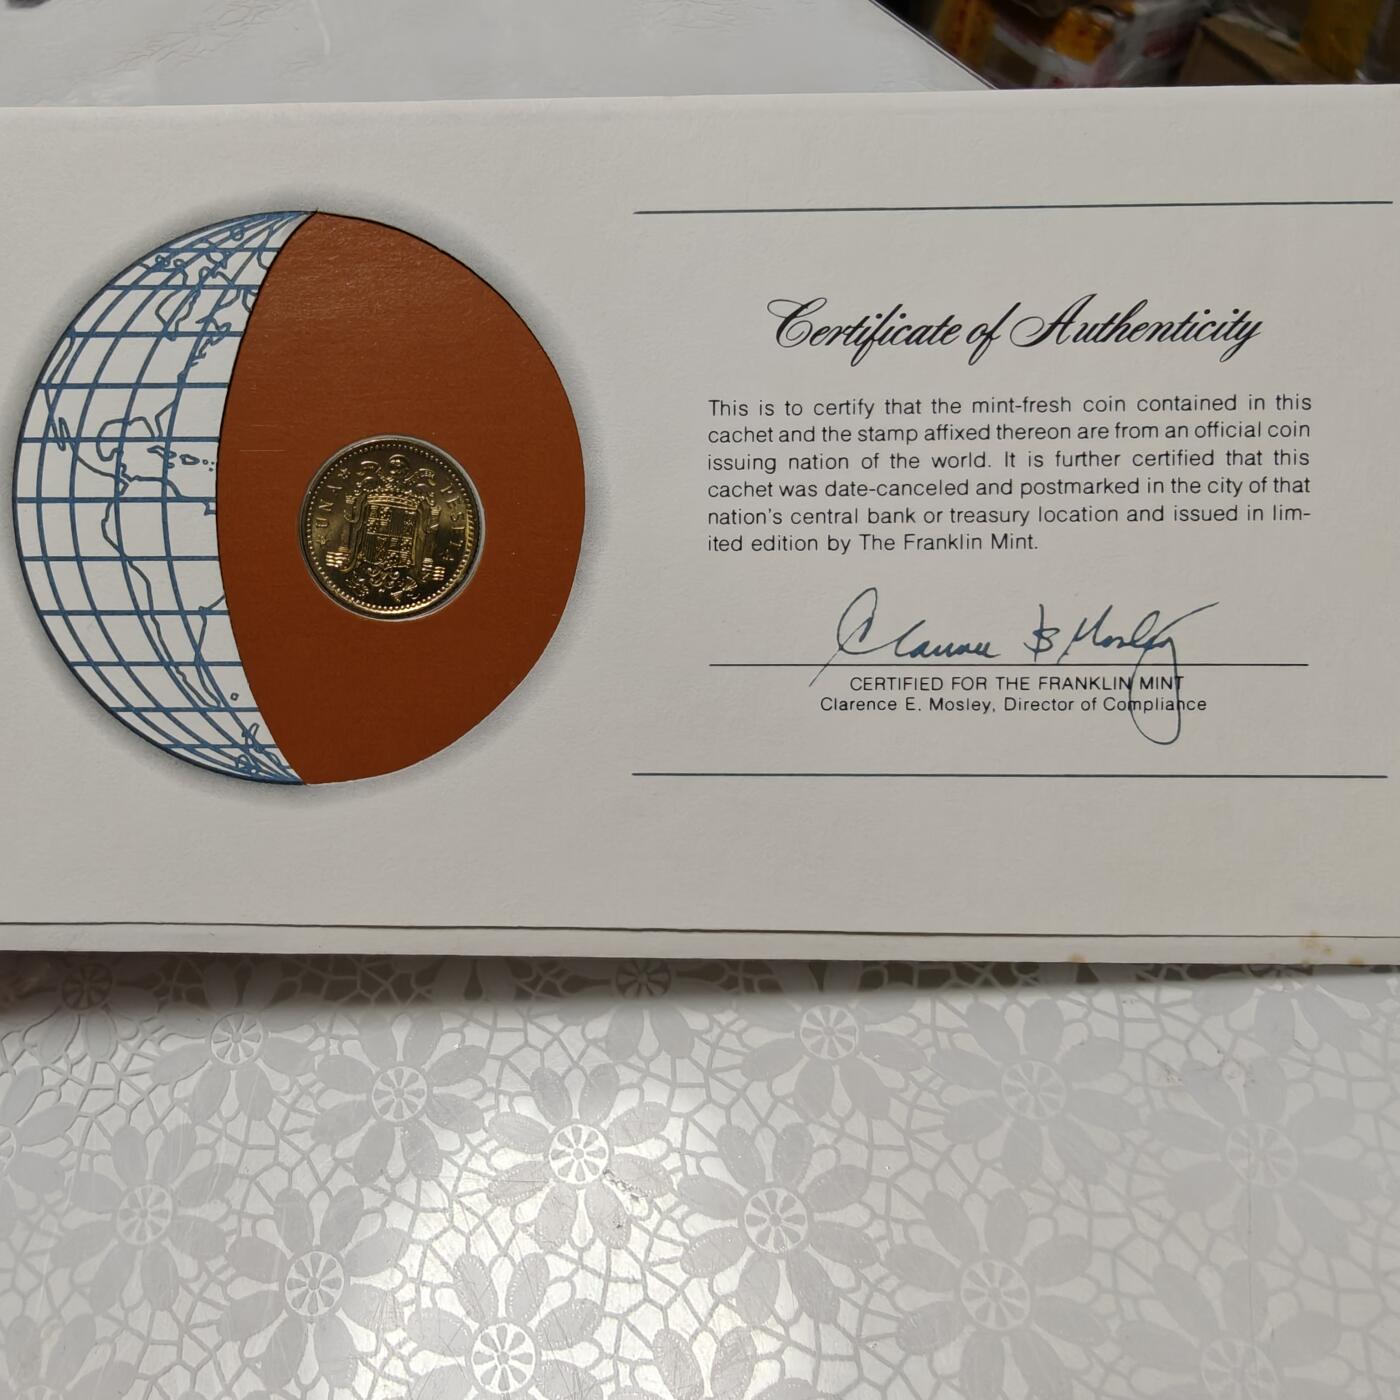 UNA PESETA
Certificate of Authenticity
This is to certify that the mint-fresh coin contained in this
cachet and the stamp affixed thereon are from an official coin
issuing nation of the world. It is further certified that this
cachet was date-canceled and postmarked in the city of that
nation's central bank or treasury location and issued in lim-
ited edition by The Franklin Mint.
CERTIFIED FOR THE FRANKLIN MINT
Clarence E. Mosley, Director of Compliance